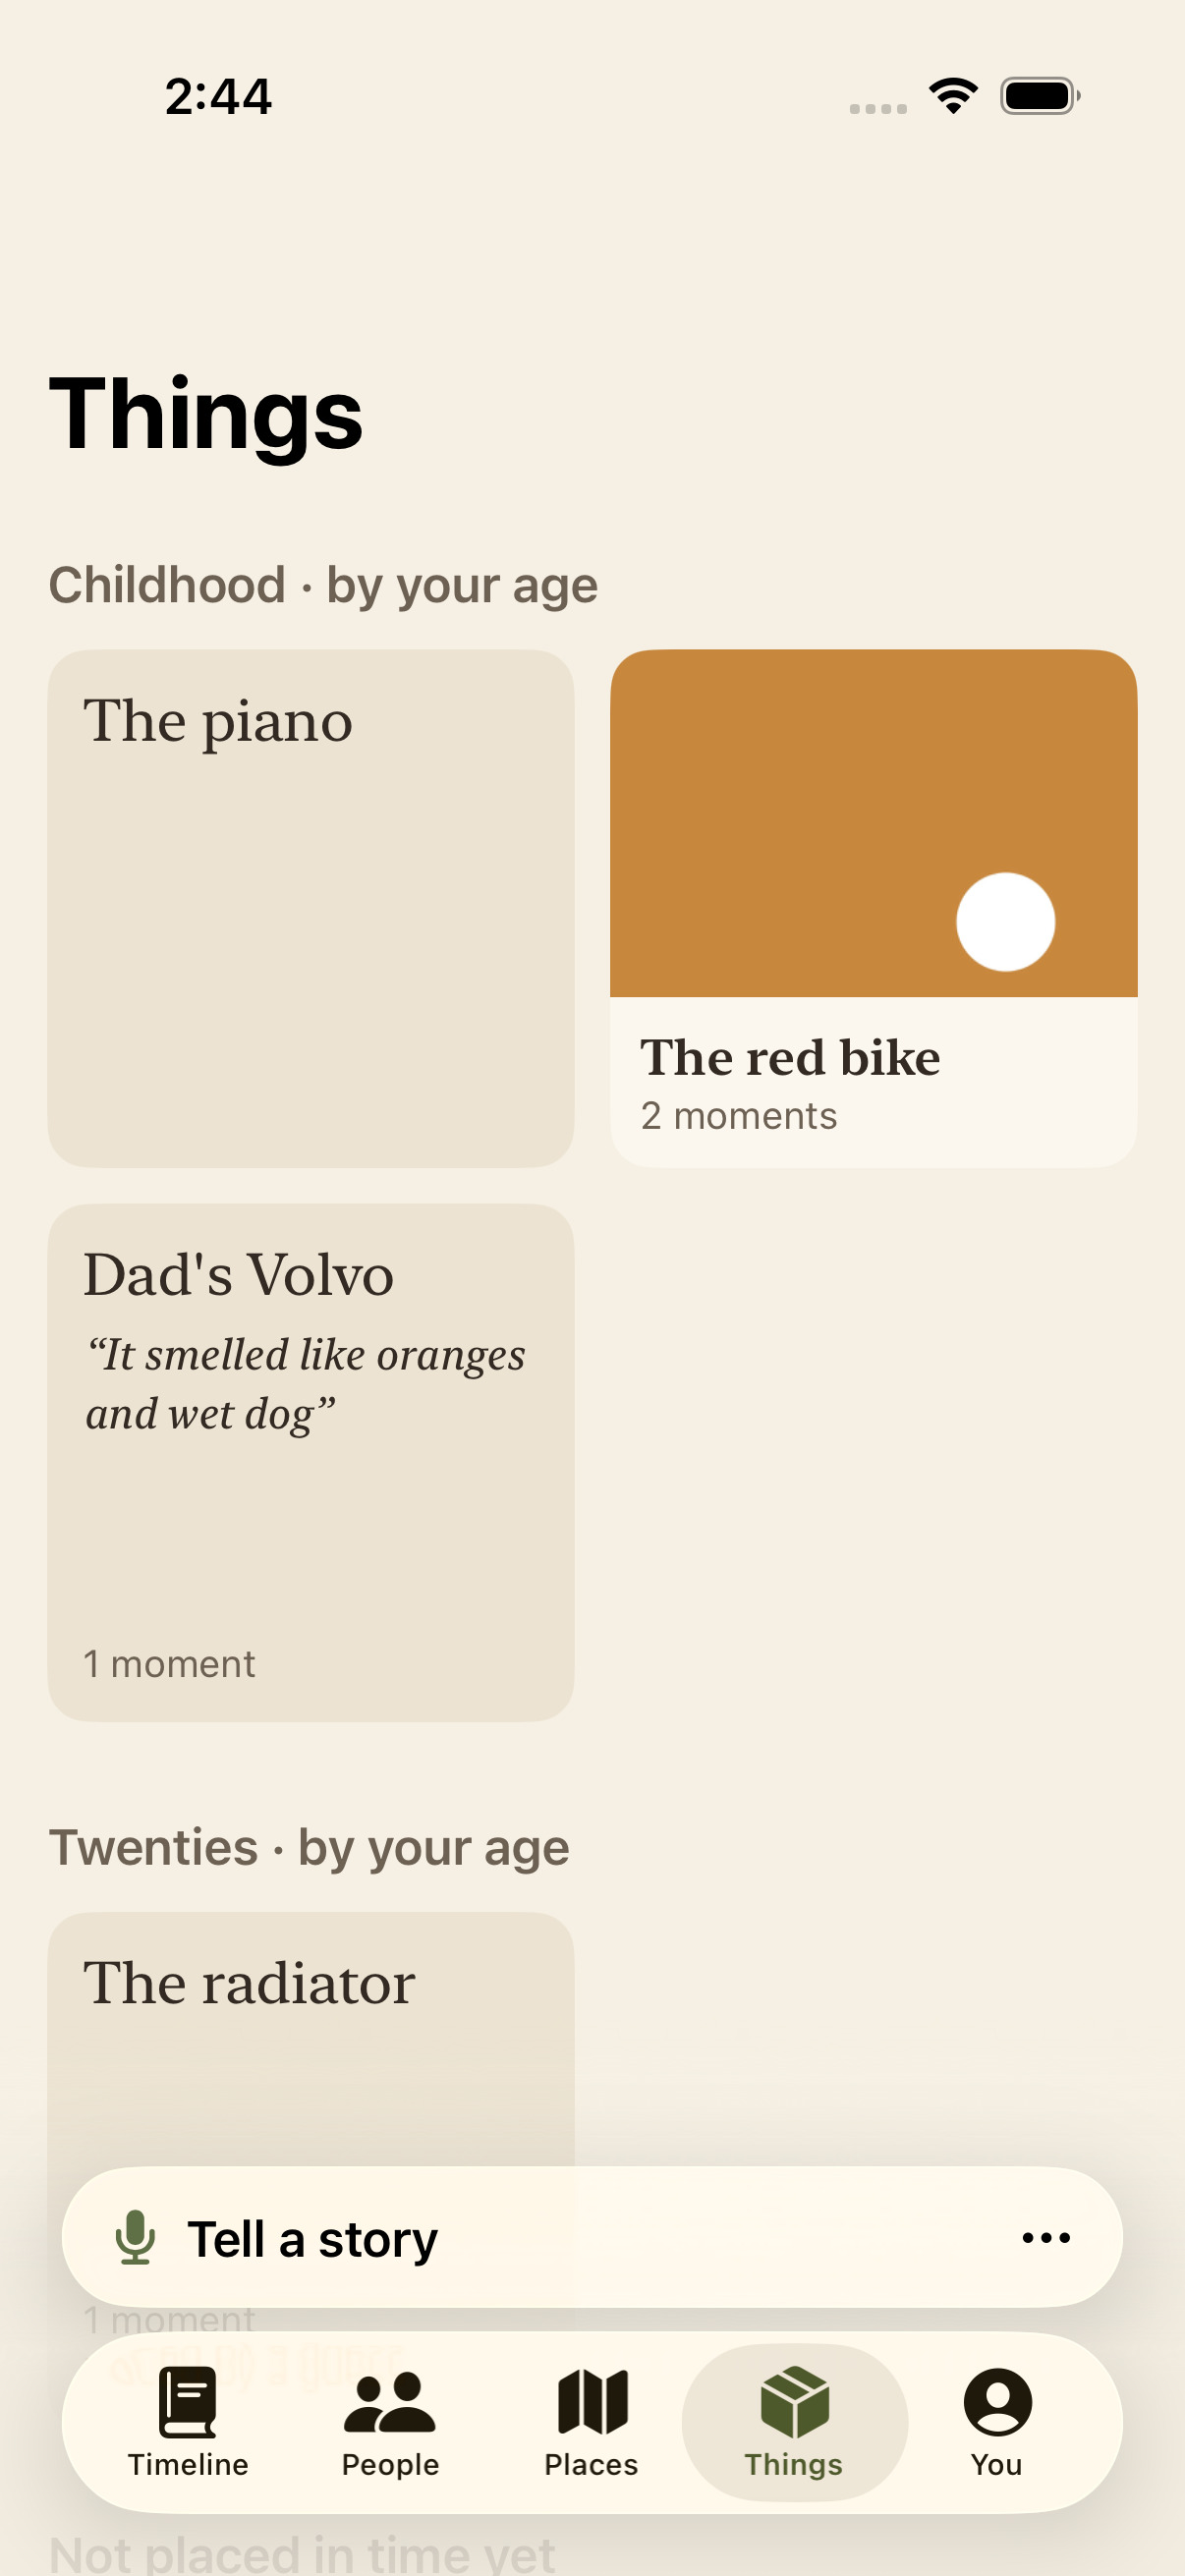 2:44
Things
Childhood · by your age
The piano
The red bike
2 moments
Dad's Volvo
“It smelled like oranges
and wet dog”
1 moment
Twenties · by your age
The radiator
Tell a story
1 moment
Timeline
People
Places
Things
You
Not placed in time yet